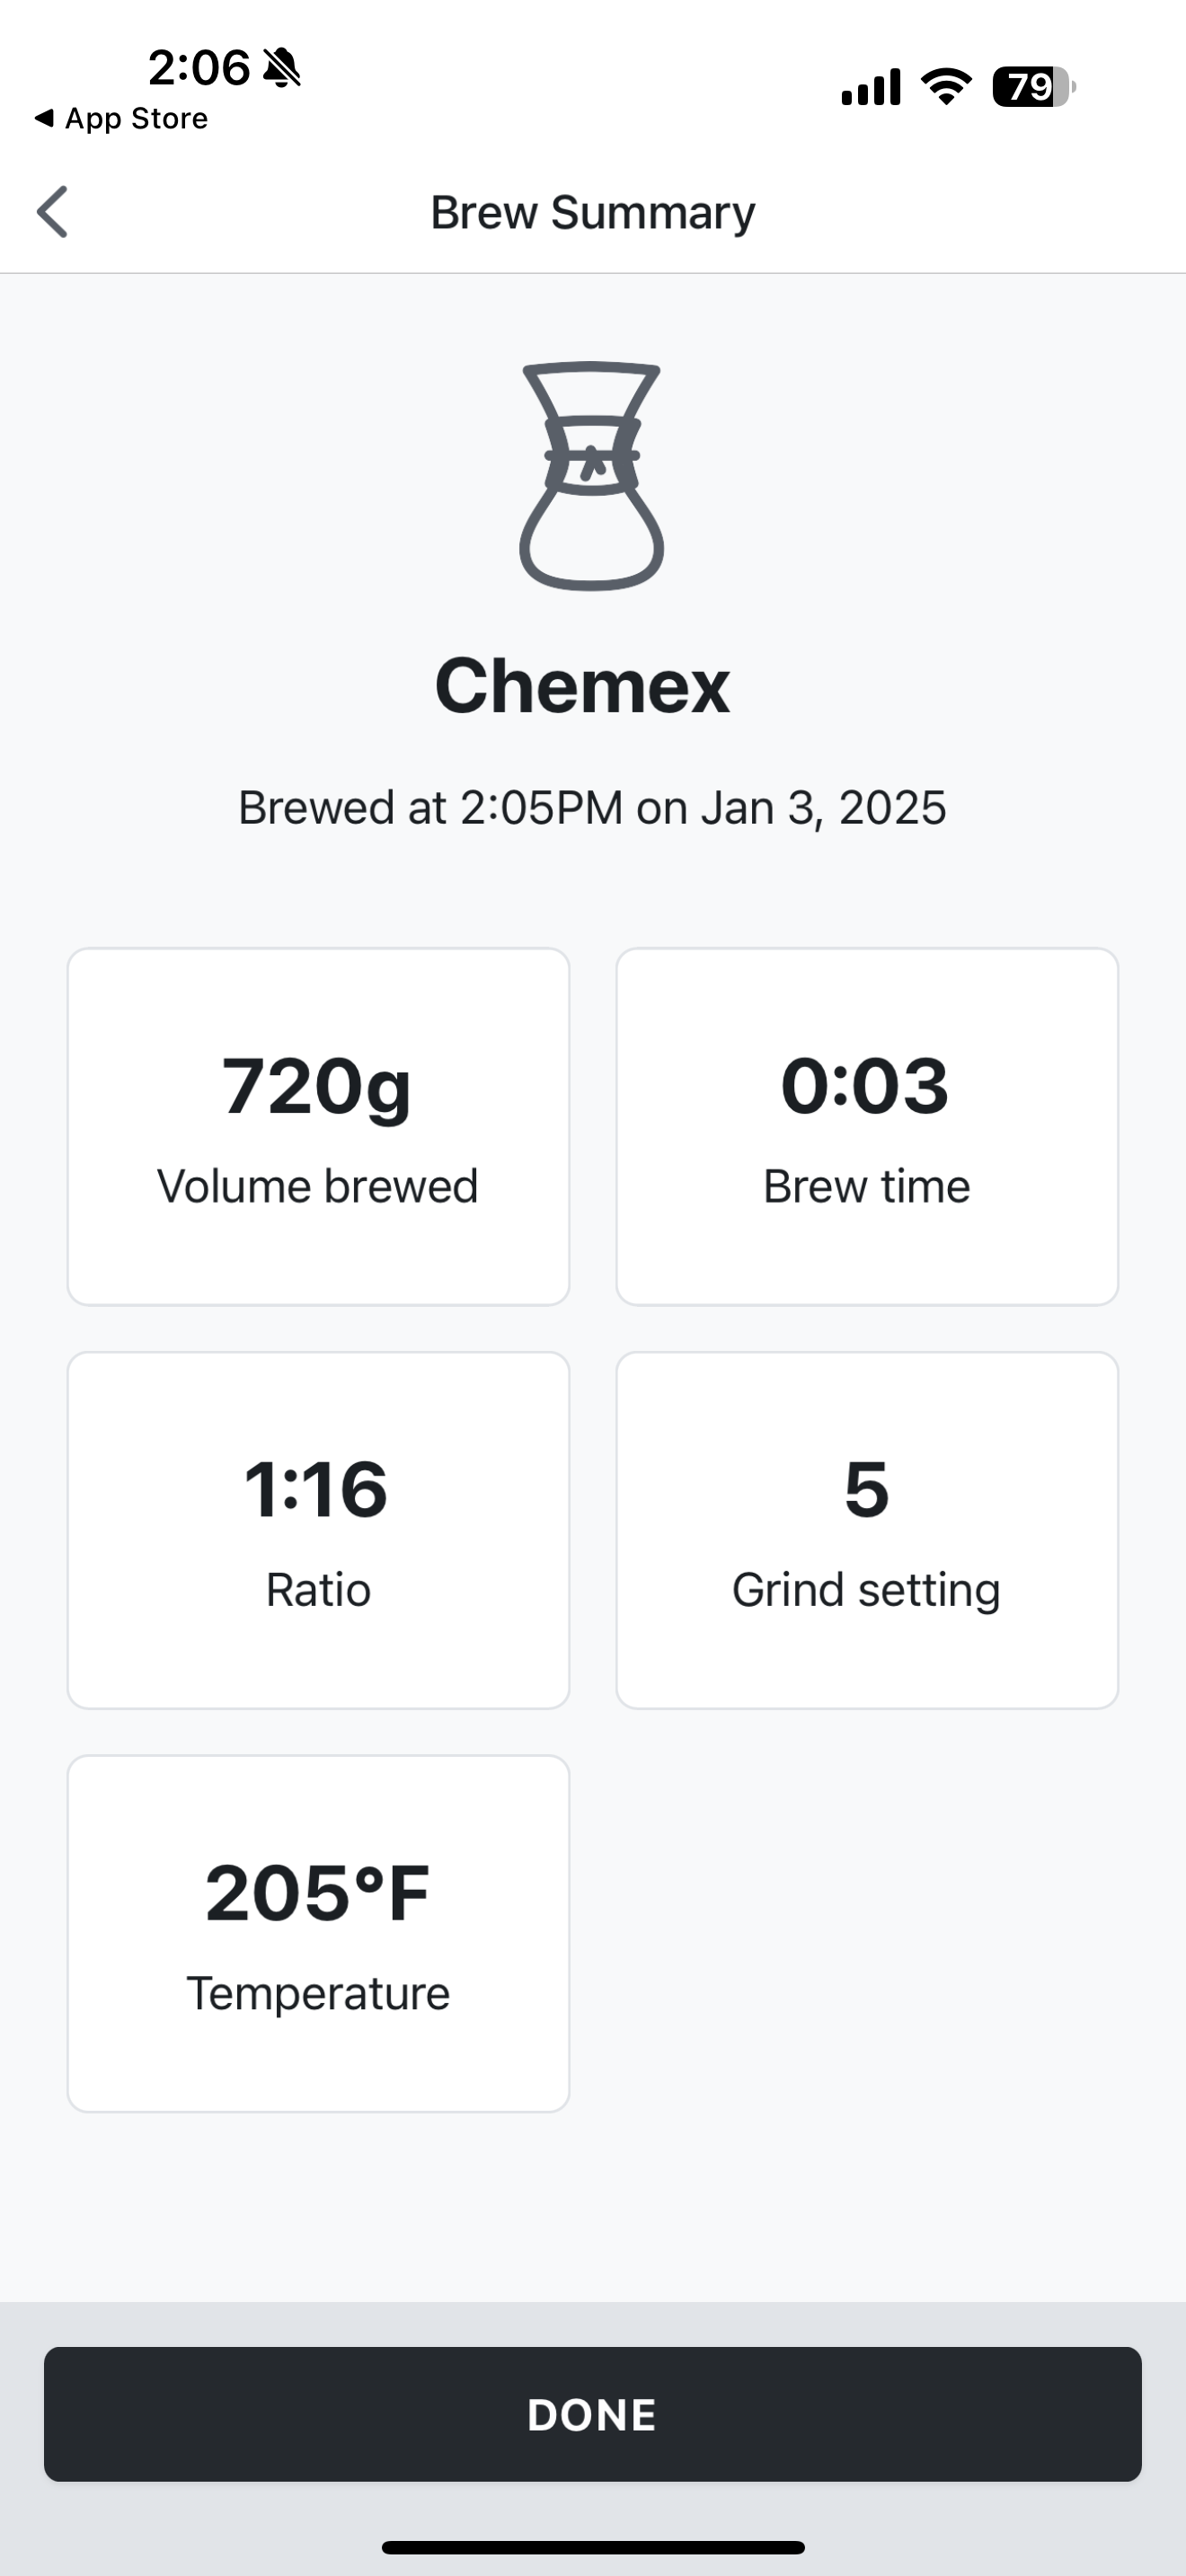 2:06
◀ App Store
79
Brew Summary
Chemex
Brewed at 2:05PM on Jan 3, 2025
720g
Volume brewed
0:03
Brew time
1:16
Ratio
5
Grind setting
205°F
Temperature
DONE